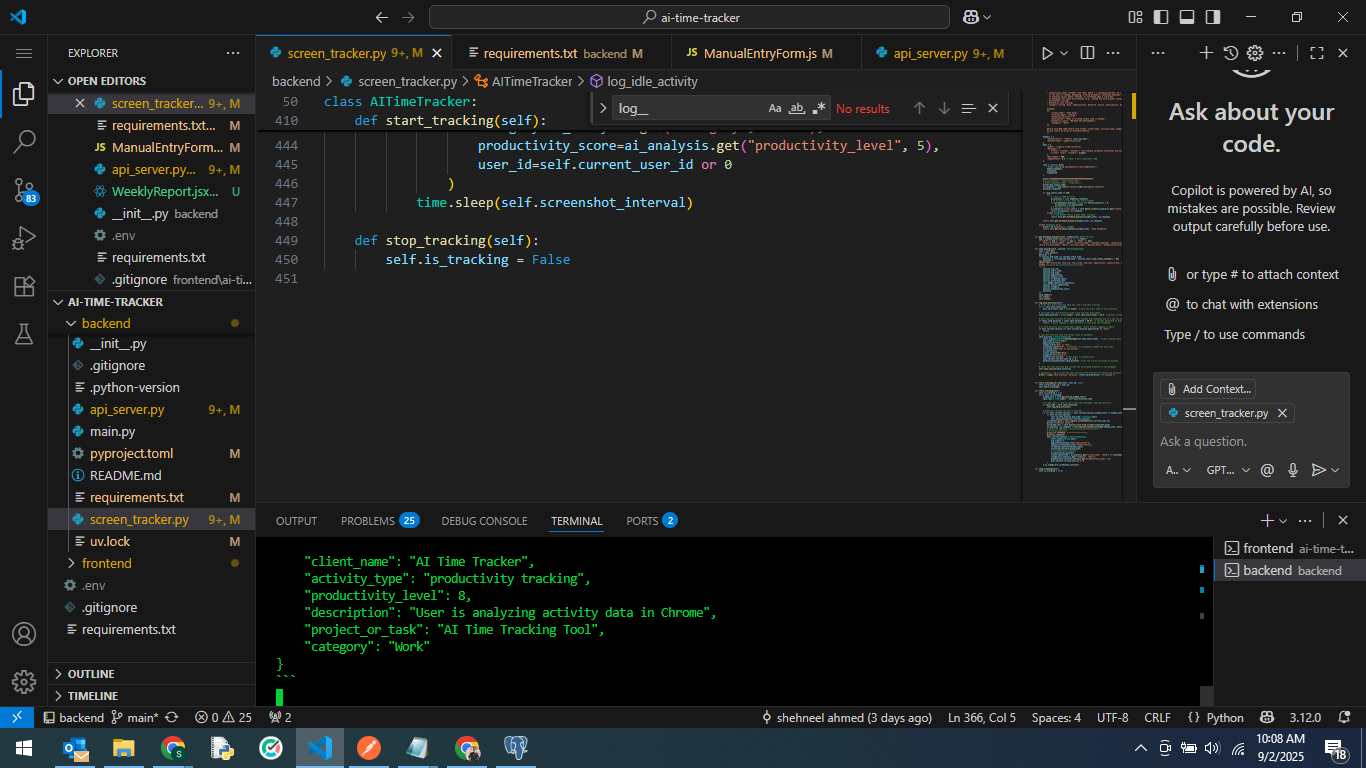 ai-time-tracker
EXPLORER
OPEN EDITORS
screen_tracker... 9+, M
requirements.txt... M
JS ManualEntryForm... M
api_server.py... 9+, M
WeeklyReport.jsx... U
__init__.py backend
.env
requirements.txt
.gitignore frontend\ai-ti...
AI-TIME-TRACKER
backend
__init__.py
.gitignore
.python-version
api_server.py 9+, M
main.py
pyproject.toml M
README.md
requirements.txt M
screen_tracker.py 9+, M
uv.lock M
frontend
.env
.gitignore
requirements.txt
OUTLINE
TIMELINE
83
screen_tracker.py 9+, M
requirements.txt backend M
JS ManualEntryForm.js M
api_server.py 9+, M
backend > screen_tracker.py > AITimeTracker > log_idle_activity
log__ Aa ab .* No results
50 class AITimeTracker:
410 def start_tracking(self):
444 productivity_score=ai_analysis.get("productivity_level", 5),
445 user_id=self.current_user_id or 0
446 )
447 time.sleep(self.screenshot_interval)
448
449 def stop_tracking(self):
450 self.is_tracking = False
451
OUTPUT PROBLEMS 25 DEBUG CONSOLE TERMINAL PORTS 2
"client_name": "AI Time Tracker",
"activity_type": "productivity tracking",
"productivity_level": 8,
"description": "User is analyzing activity data in Chrome",
"project_or_task": "AI Time Tracking Tool",
"category": "Work"
}
```
frontend ai-time-t...
backend backend
Ask about your
code.
Copilot is powered by AI, so
mistakes are possible. Review
output carefully before use.
or type # to attach context
@ to chat with extensions
Type / to use commands
Add Context...
screen_tracker.py
Ask a question.
A.. GPT...
backend main* 0 25 2 shehneel ahmed (3 days ago) Ln 366, Col 5 Spaces: 4 UTF-8 CRLF {} Python 3.12.0
10:08 AM
9/2/2025
18